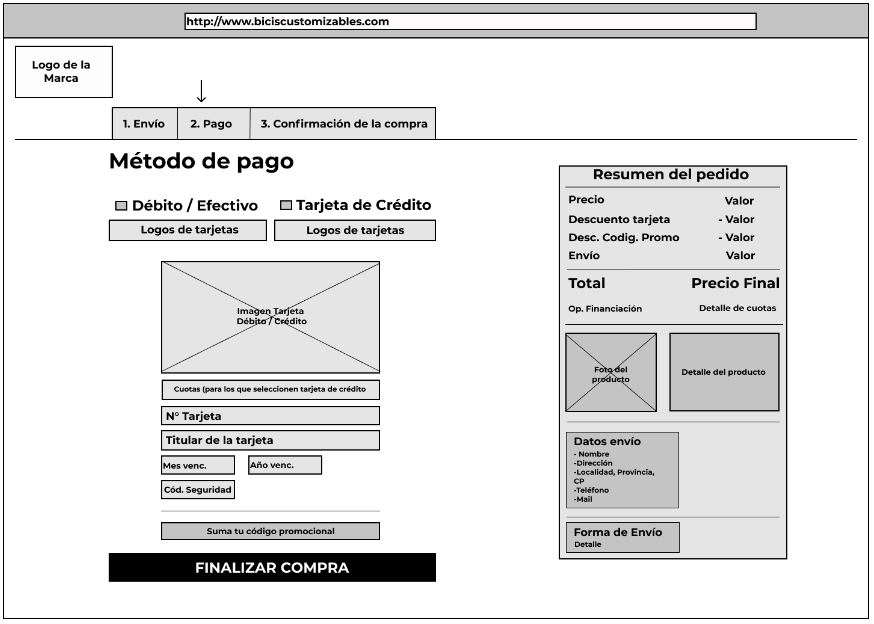 http://www.biciscustomizables.com
Logo de la
Marca
1. Envío
2. Pago
3. Confirmación de la compra
Método de pago
Débito / Efectivo
Tarjeta de Crédito
Logos de tarjetas
Logos de tarjetas
Imagen Tarjeta
Débito / Crédito
Cuotas (para los que seleccionen tarjeta de crédito
N° Tarjeta
Titular de la tarjeta
Mes venc.
Año venc.
Cód. Seguridad
Suma tu código promocional
FINALIZAR COMPRA
Resumen del pedido
Precio Valor
Descuento tarjeta - Valor
Desc. Codig. Promo - Valor
Envío Valor
Total Precio Final
Op. Financiación Detalle de cuotas
Foto del
producto
Detalle del producto
Datos envío
- Nombre
-Dirección
-Localidad, Provincia,
CP
-Teléfono
-Mail
Forma de Envío
Detalle